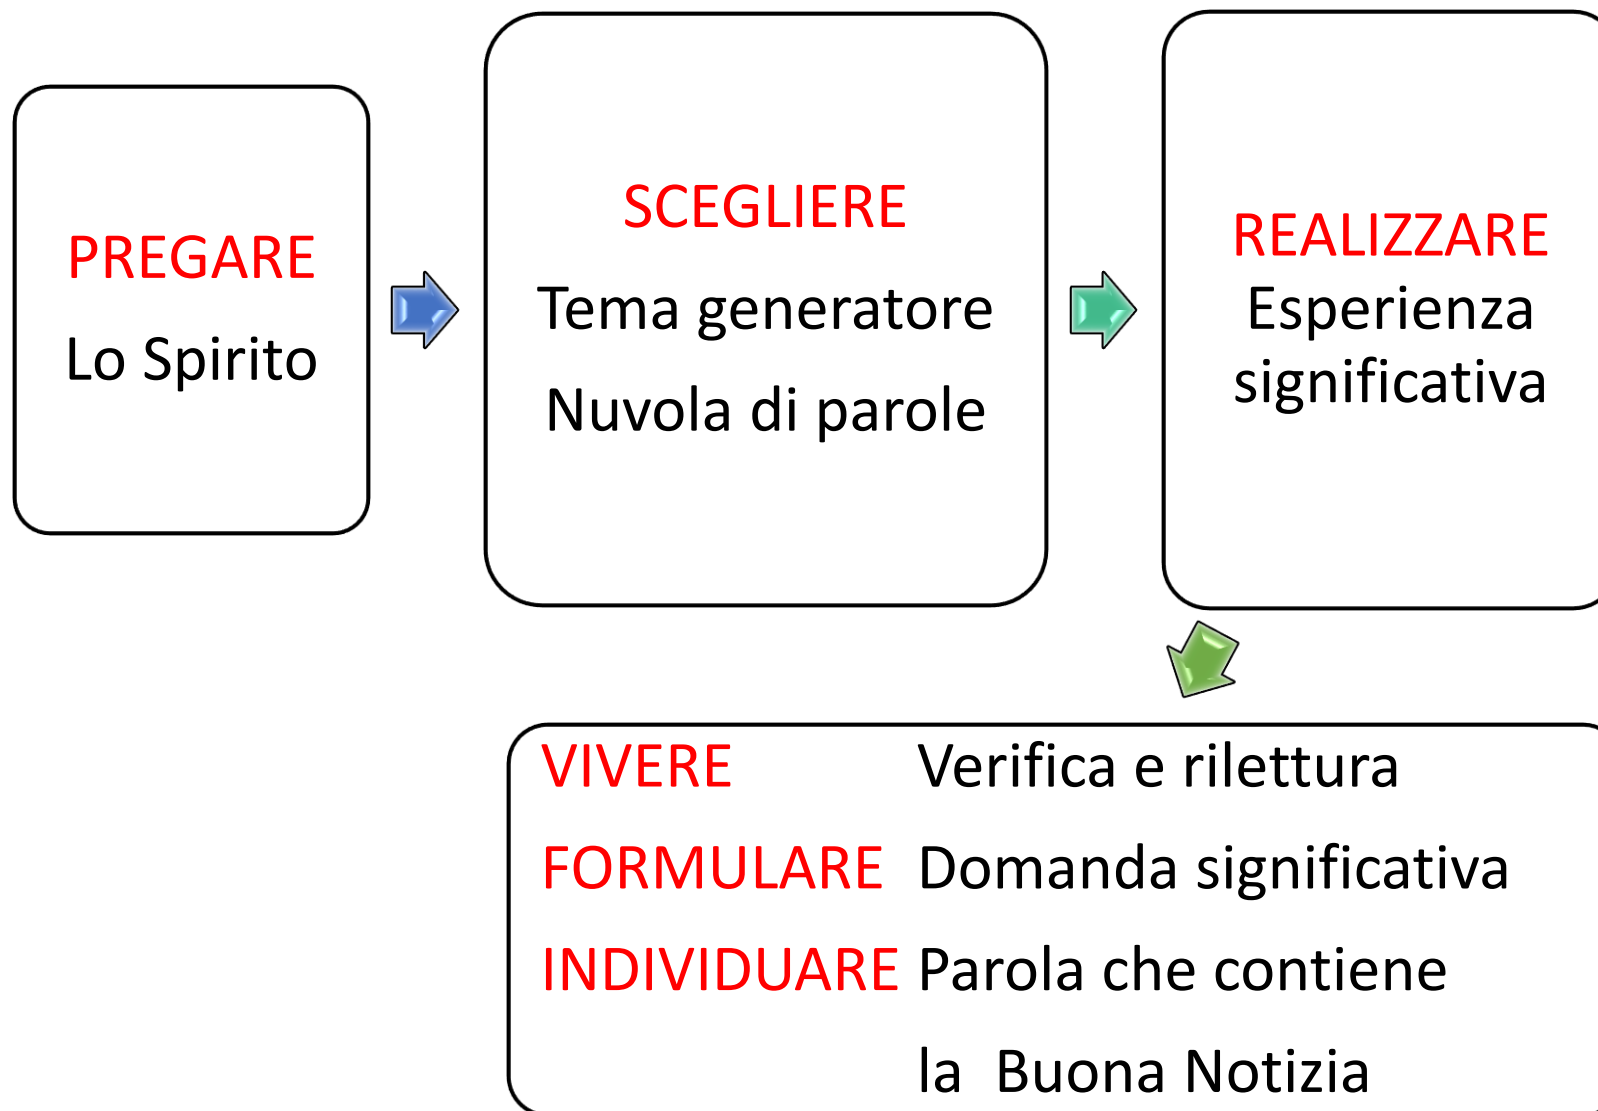 PREGARE
Lo Spirito
SCEGLIERE
Tema generatore
Nuvola di parole
REALIZZARE
Esperienza
significativa
VIVERE Verifica e rilettura
FORMULARE Domanda significativa
INDIVIDUARE Parola che contiene
la Buona Notizia